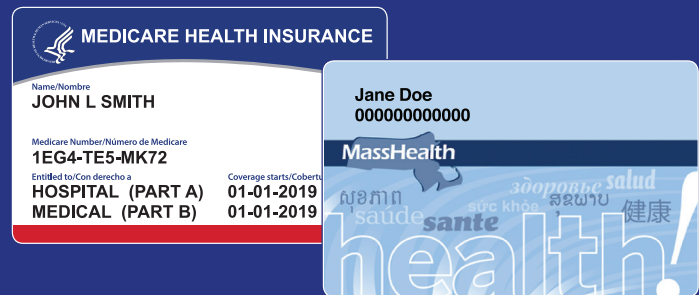 MEDICARE HEALTH INSURANCE
Name/Nombre
JOHN L SMITH
Medicare Number/Número de Medicare
1EG4-TE5-MK72
Entitled to/Con derecho a Coverage starts/Cobertu
HOSPITAL (PART A) 01-01-2019
MEDICAL (PART B) 01-01-2019
Jane Doe
000000000000
MassHealth
здоровье salud
សុខភាព saúde sante sức khỏe ສຸຂພາບ 健康
health!